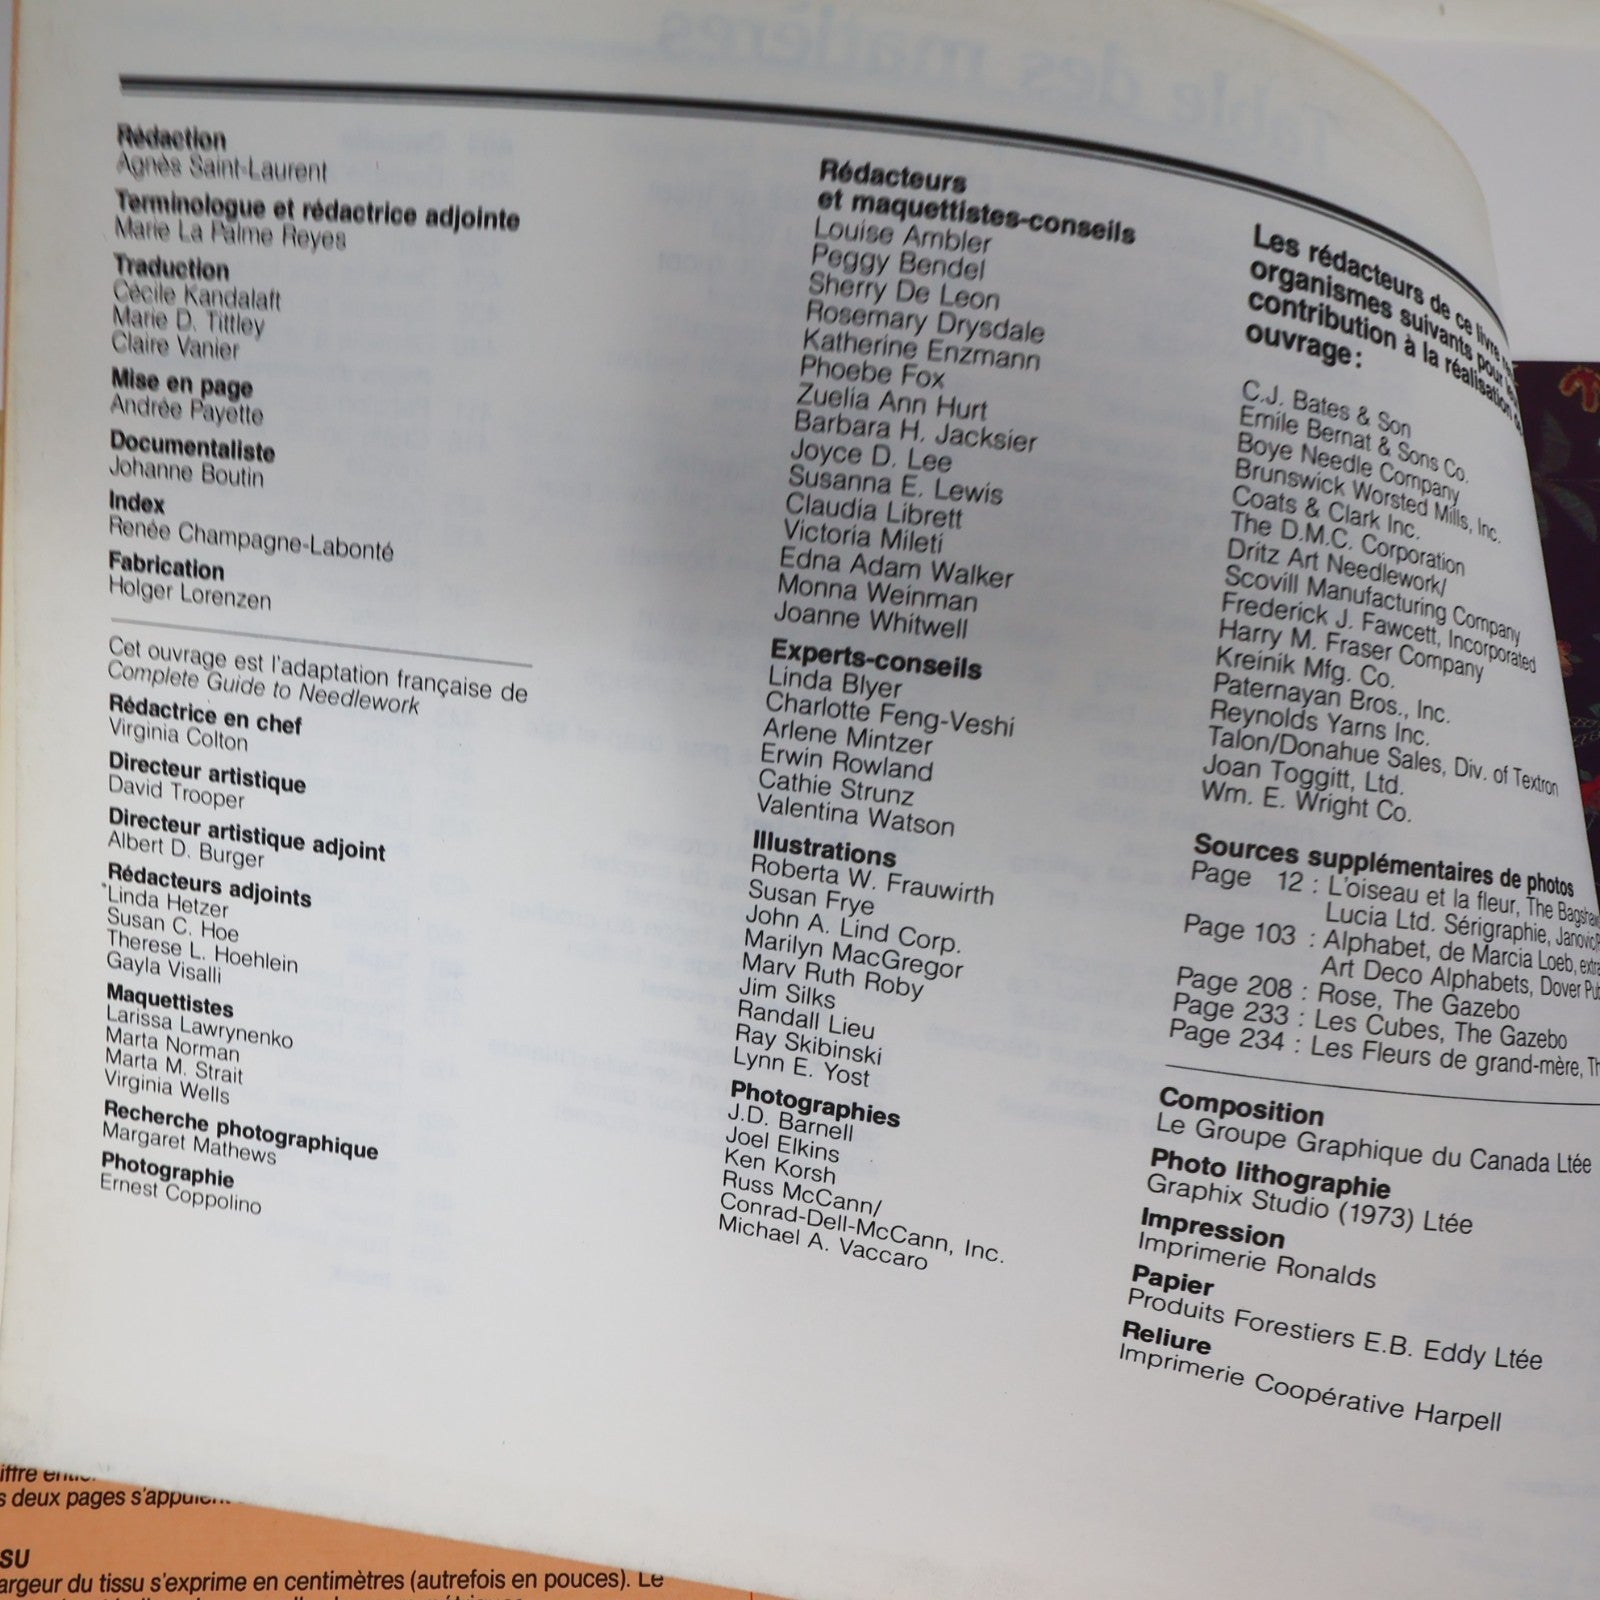 Table des matières
Rédaction
Agnès Saint-Laurent
Terminologue et rédactrice adjointe
Marie La Palme Reyes
Traduction
Cécile Kandalaft
Marie D. Tittley
Claire Vanier
Mise en page
Andrée Payette
Documentaliste
Johanne Boutin
Index
Renée Champagne-Labonté
Fabrication
Holger Lorenzen
Cet ouvrage est l'adaptation française de
Complete Guide to Needlework
Rédactrice en chef
Virginia Colton
Directeur artistique
David Trooper
Directeur artistique adjoint
Albert D. Burger
Rédacteurs adjoints
Linda Hetzer
Susan C. Hoe
Therese L. Hoehlein
Gayla Visalli
Maquettistes
Larissa Lawrynenko
Marta Norman
Marta M. Strait
Virginia Wells
Recherche photographique
Margaret Mathews
Photographie
Ernest Coppolino
Rédacteurs
et maquettistes-conseils
Louise Ambler
Peggy Bendel
Sherry De Leon
Rosemary Drysdale
Katherine Enzmann
Phoebe Fox
Zuelia Ann Hurt
Barbara H. Jacksier
Joyce D. Lee
Susanna E. Lewis
Claudia Librett
Victoria Mileti
Edna Adam Walker
Monna Weinman
Joanne Whitwell
Experts-conseils
Linda Blyer
Charlotte Feng-Veshi
Arlene Mintzer
Erwin Rowland
Cathie Strunz
Valentina Watson
Illustrations
Roberta W. Frauwirth
Susan Frye
John A. Lind Corp.
Marilyn MacGregor
Mary Ruth Roby
Jim Silks
Randall Lieu
Ray Skibinski
Lynn E. Yost
Photographies
J.D. Barnell
Joel Elkins
Ken Korsh
Russ McCann/
Conrad-Dell-McCann, Inc.
Michael A. Vaccaro
Les rédacteurs de ce livre
organismes suivants pour
contribution à la réalisation
ouvrage :
C.J. Bates & Son
Emile Bernat & Sons Co.
Boye Needle Company
Brunswick Worsted Mills, Inc.
Coats & Clark Inc.
The D.M.C. Corporation
Dritz Art Needlework/
Scovill Manufacturing Company
Frederick J. Fawcett, Incorporated
Harry M. Fraser Company
Kreinik Mfg. Co.
Paternayan Bros., Inc.
Reynolds Yarns Inc.
Talon/Donahue Sales, Div. of Textron
Joan Toggitt, Ltd.
Wm. E. Wright Co.
Sources supplémentaires de photos
Page 12 : L'oiseau et la fleur, The
Lucia Ltd. Sérigraphie,
Page 103 : Alphabet, de Marcia Loeb,
Art Deco Alphabets, Dover
Page 208 : Rose, The Gazebo
Page 233 : Les Cubes, The Gazebo
Page 234 : Les Fleurs de grand-mère,
Composition
Le Groupe Graphique du Canada Ltée
Photo lithographie
Graphix Studio (1973) Ltée
Impression
Imprimerie Ronalds
Papier
Produits Forestiers E.B. Eddy Ltée
Reliure
Imprimerie Coopérative Harpell
deux pages
du tissu s'exprime en centimètres (autrefois en pouces). Le